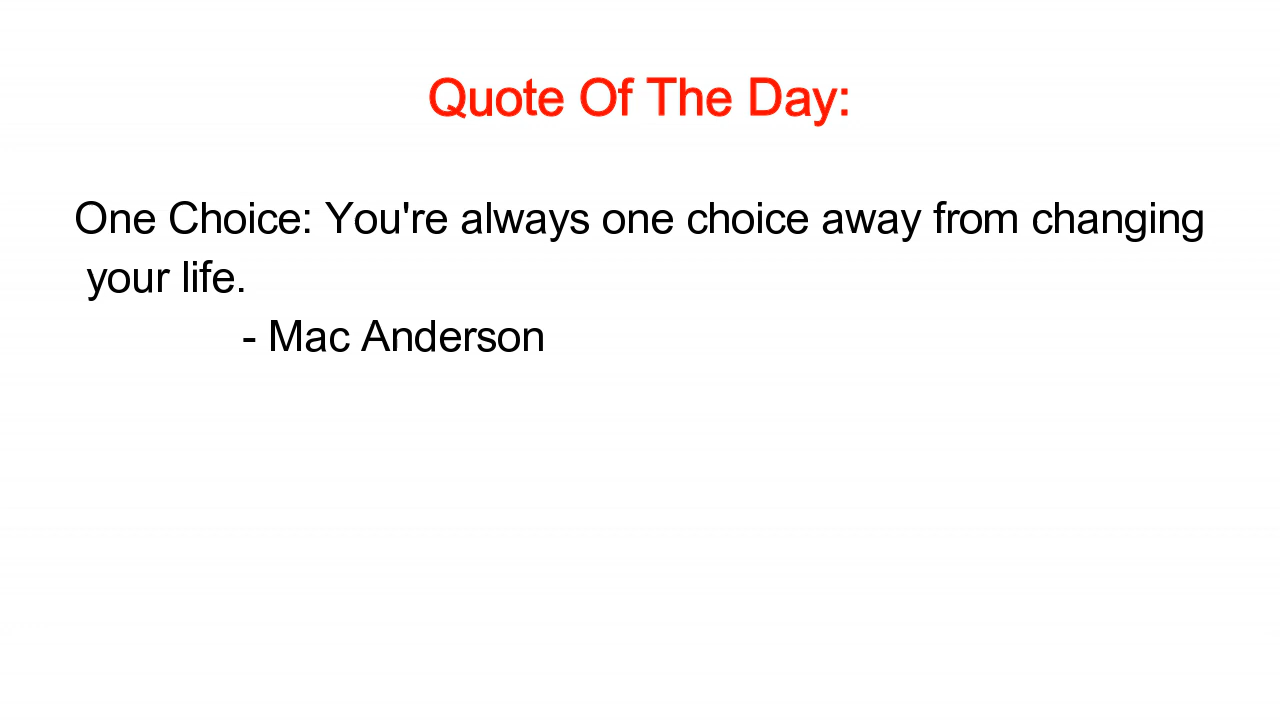 Quote Of The Day:
One Choice: You're always one choice away from changing
your life.
- Mac Anderson